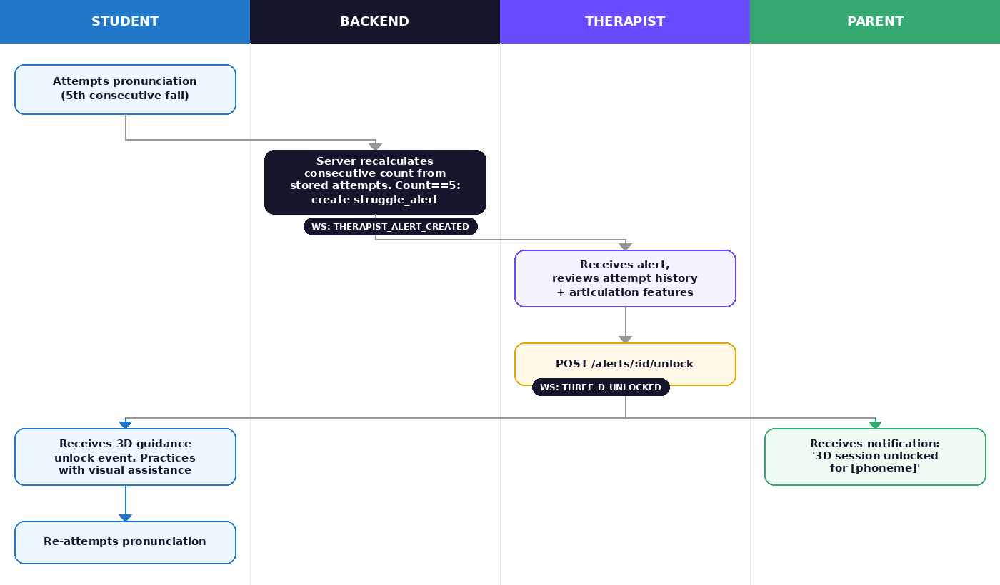 STUDENT
BACKEND
THERAPIST
PARENT
Attempts pronunciation
(5th consecutive fail)
Server recalculates
consecutive count from
stored attempts. Count==5:
create struggle_alert
WS: THERAPIST_ALERT_CREATED
Receives alert,
reviews attempt history
+ articulation features
POST /alerts/:id/unlock
WS: THREE_D_UNLOCKED
Receives 3D guidance
unlock event. Practices
with visual assistance
Receives notification:
'3D session unlocked
for [phoneme]'
Re-attempts pronunciation